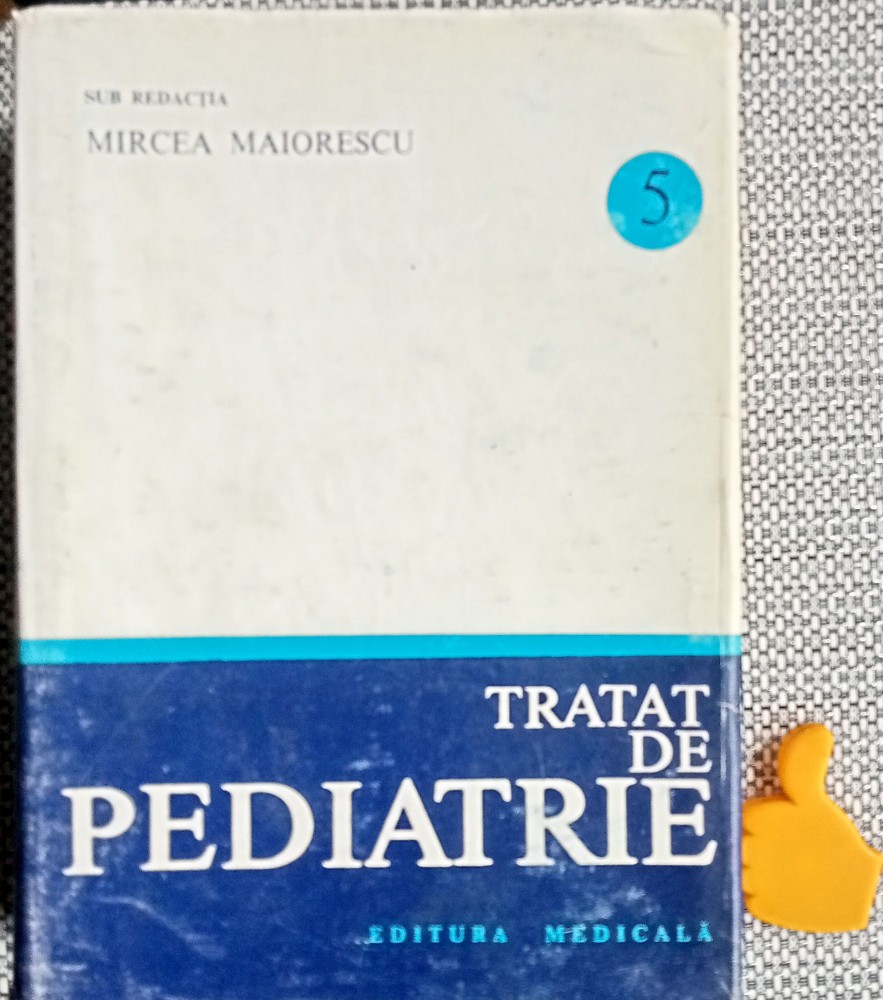 SUB REDACȚIA
MIRCEA MAIORESCU
5
TRATAT
DE
PEDIATRIE
EDITURA MEDICALĂ